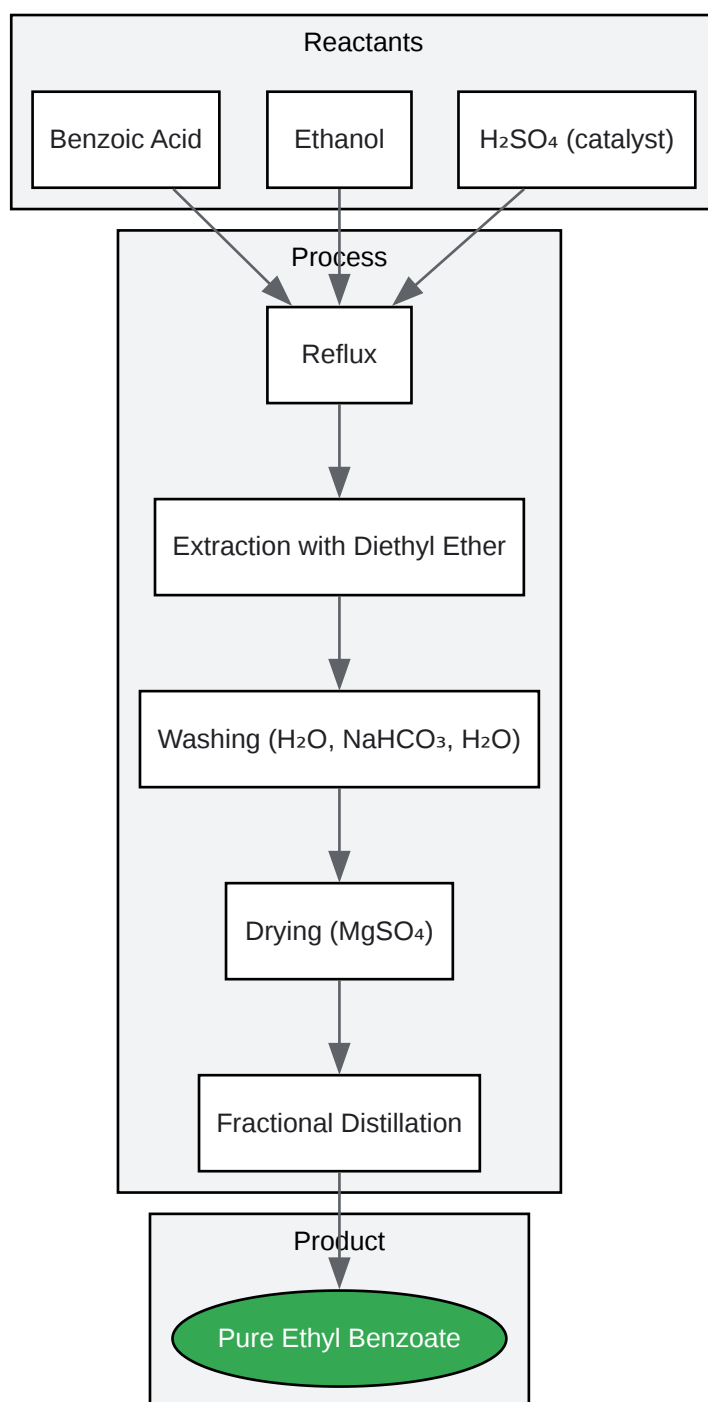 Reactants
Benzoic Acid
Ethanol
H₂SO₄ (catalyst)
Process
Reflux
Extraction with Diethyl Ether
Washing (H₂O, NaHCO₃, H₂O)
Drying (MgSO₄)
Fractional Distillation
Product
Pure Ethyl Benzoate